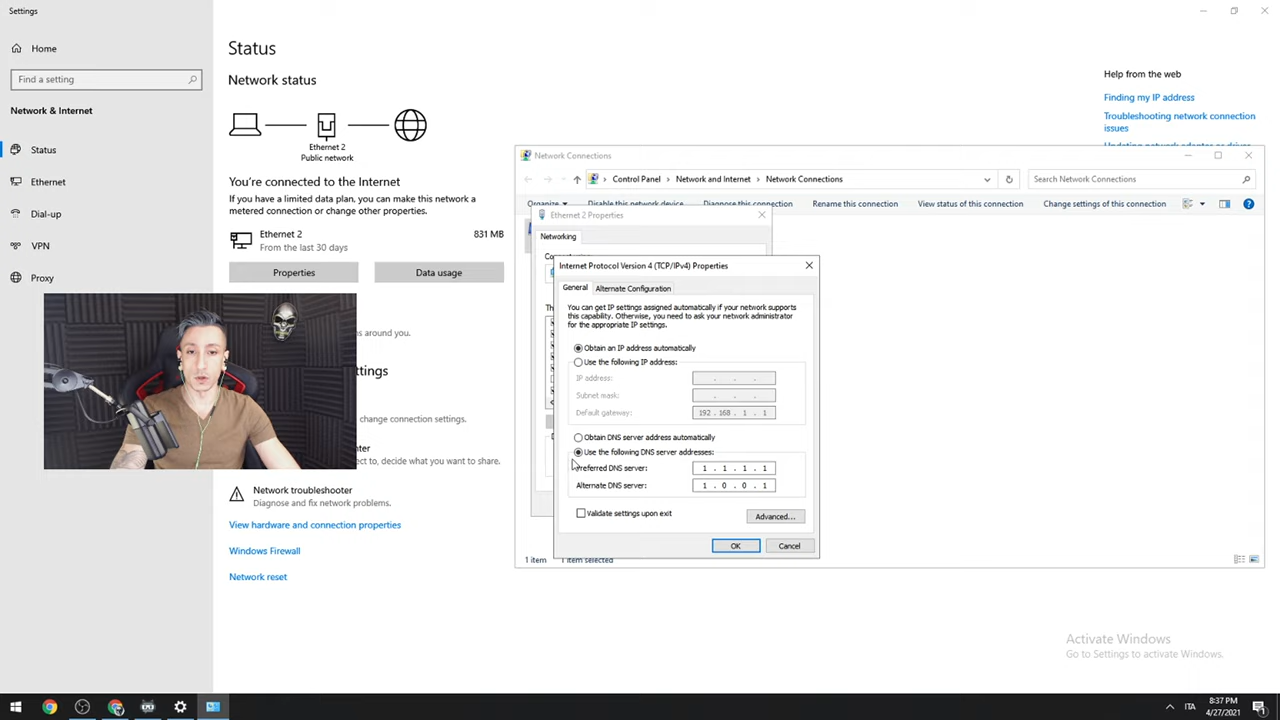 Settings
Home
Find a setting
Network & Internet
Status
Ethernet
Dial-up
VPN
Proxy
Status
Network status
Ethernet 2
Public network
You're connected to the Internet
If you have a limited data plan, you can make this network a
metered connection or change other properties.
Ethernet 2
From the last 30 days
831 MB
Properties
Data usage
s around you.
ettings
change connection settings.
nter
ect to, decide what you want to share.
Network troubleshooter
Diagnose and fix network problems.
View hardware and connection properties
Windows Firewall
Network reset
Help from the web
Finding my IP address
Troubleshooting network connection
issues
Updating network adapter or driver
Network Connections
Control Panel > Network and Internet > Network Connections
Search Network Connections
Organize
Disable this network device
Diagnose this connection
Rename this connection
View status of this connection
Change settings of this connection
Ethernet 2 Properties
Networking
Internet Protocol Version 4 (TCP/IPv4) Properties
General
Alternate Configuration
You can get IP settings assigned automatically if your network supports
this capability. Otherwise, you need to ask your network administrator
for the appropriate IP settings.
Obtain an IP address automatically
Use the following IP address:
IP address:
. . .
Subnet mask:
. . .
Default gateway:
192 . 168 . 1 . 1
Obtain DNS server address automatically
Use the following DNS server addresses:
Preferred DNS server:
1 . 1 . 1 . 1
Alternate DNS server:
1 . 0 . 0 . 1
Validate settings upon exit
Advanced...
OK
Cancel
1 item
1 item selected
Activate Windows
Go to Settings to activate Windows.
ITA
8:37 PM
4/27/2021